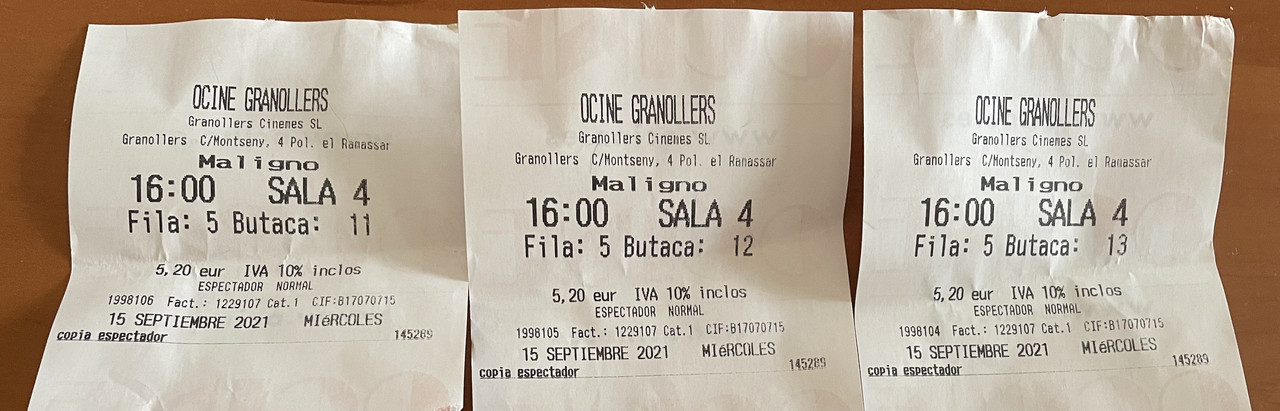 OCINE GRANOLLERS
Granollers Cinemes SL
Granollers C/Montseny, 4 Pol. el Ramassar
Maligno
16:00 SALA 4
Fila: 5 Butaca: 11
5,20 eur IVA 10% inclos
ESPECTADOR NORMAL
1998106 Fact.: 1229107 Cat.1 CIF:B17070715
15 SEPTIEMBRE 2021 MIéRCOLES
copia espectador 145289
OCINE GRANOLLERS
Granollers Cinemes SL
Granollers C/Montseny, 4 Pol. el Ramassar
Maligno
16:00 SALA 4
Fila: 5 Butaca: 12
5,20 eur IVA 10% inclos
ESPECTADOR NORMAL
1998105 Fact.: 1229107 Cat.1 CIF:B17070715
15 SEPTIEMBRE 2021 MIéRCOLES
copia espectador 145289
OCINE GRANOLLERS
Granollers Cinemes SL
Granollers C/Montseny, 4 Pol. el Ramassar
Maligno
16:00 SALA 4
Fila: 5 Butaca: 13
5,20 eur IVA 10% inclos
ESPECTADOR NORMAL
1998104 Fact.: 1229107 Cat.1 CIF:B17070715
15 SEPTIEMBRE 2021 MIéRCOLES
copia espectador 145289